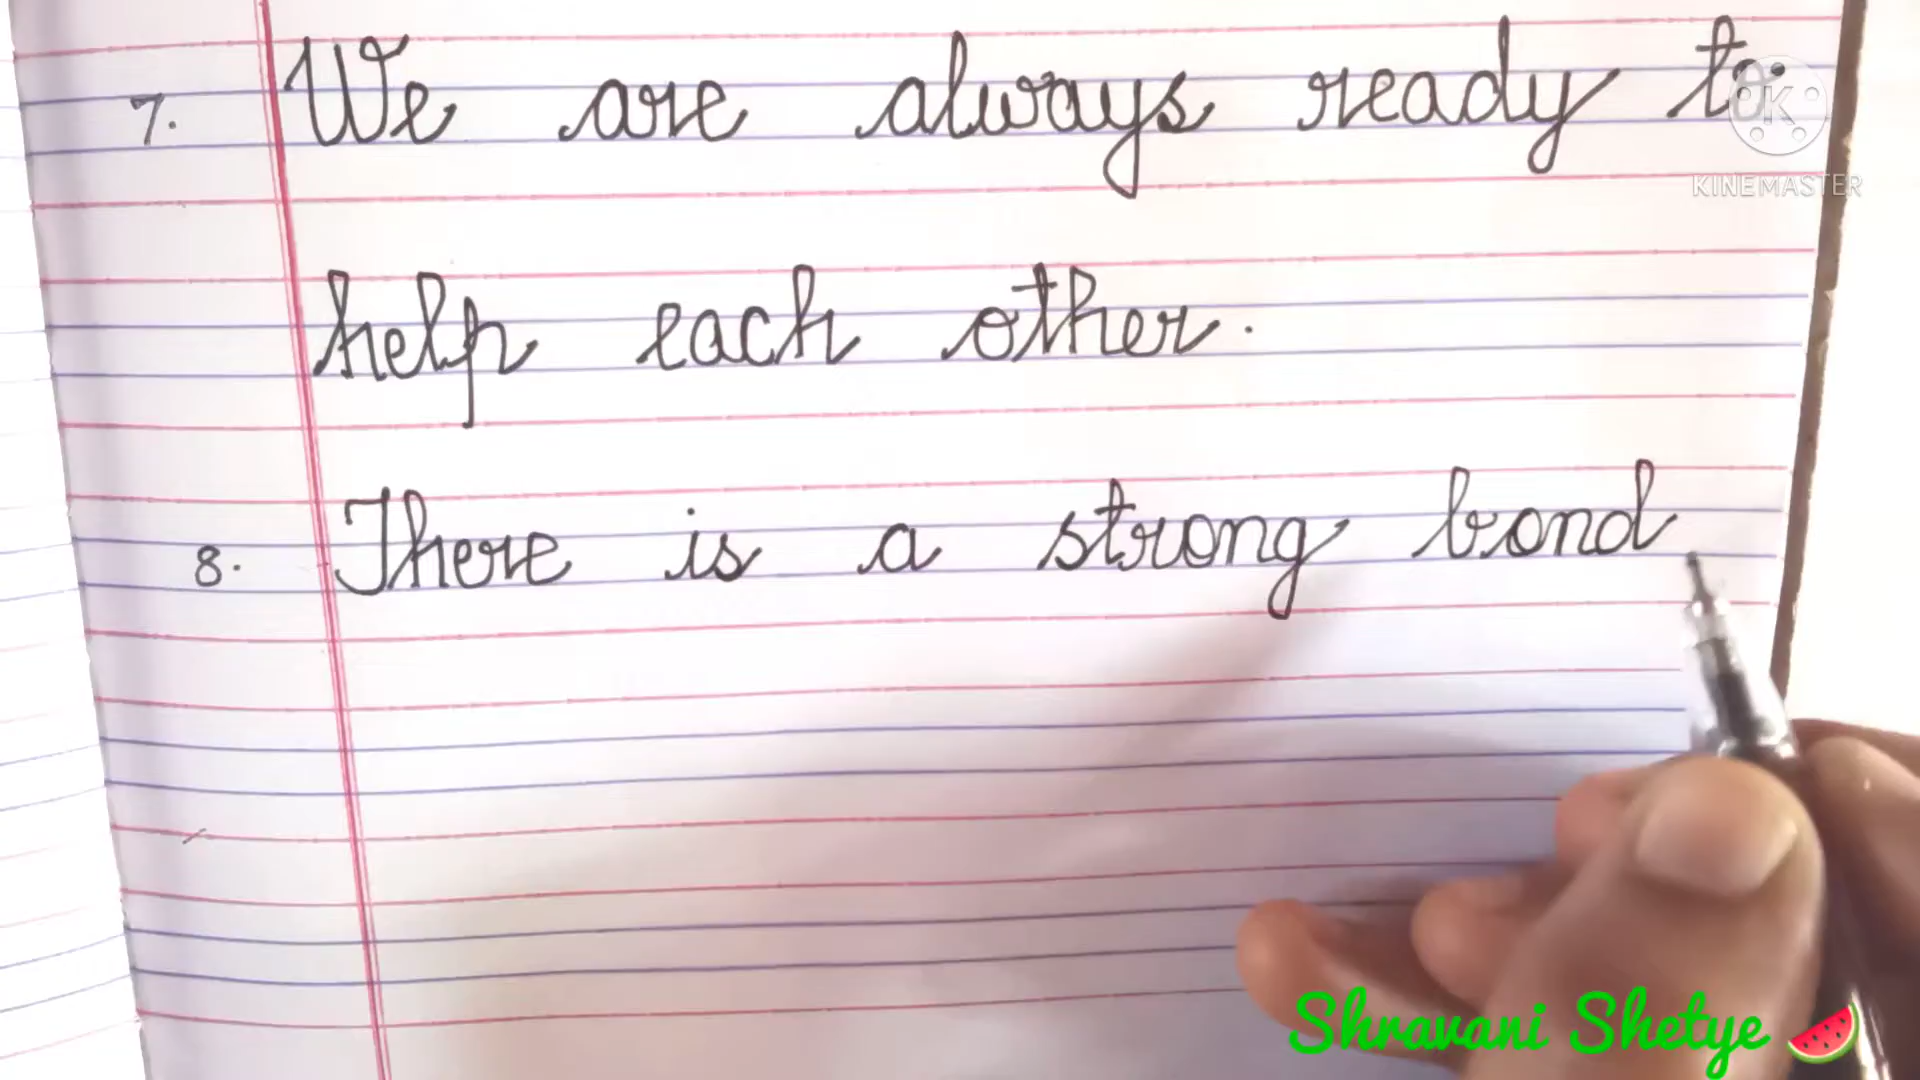 7. We are always ready to
KINEMASTER
help each other.
8. There is a strong bond
Shravani Shetye